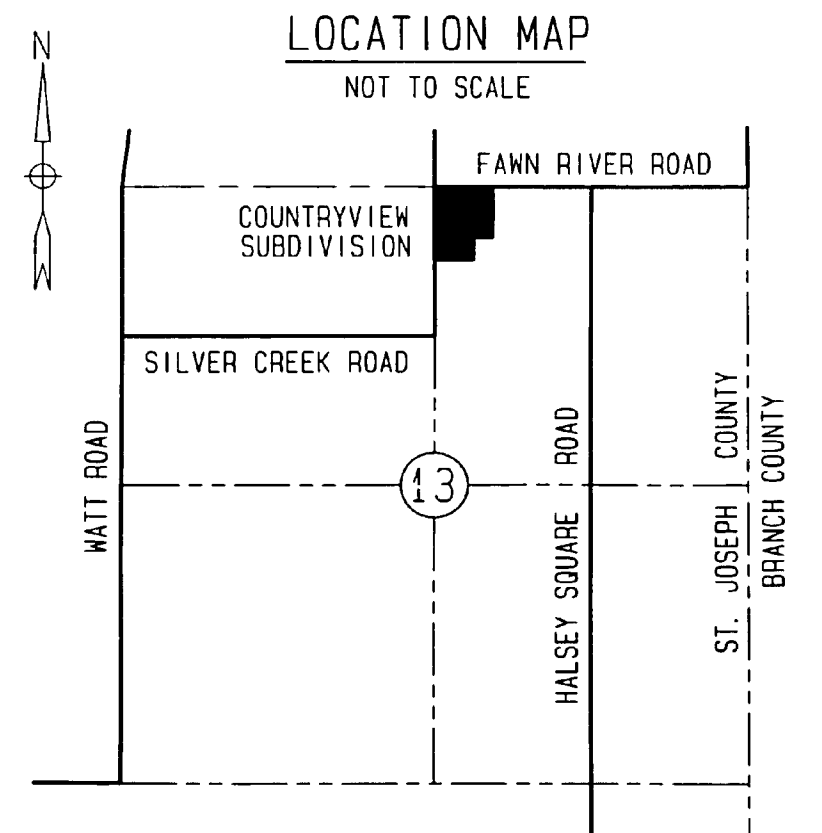 LOCATION MAP
NOT TO SCALE
N
FAWN RIVER ROAD
COUNTRYVIEW
SUBDIVISION
SILVER CREEK ROAD
WATT ROAD
13
HALSEY SQUARE ROAD
ST. JOSEPH COUNTY
BRANCH COUNTY